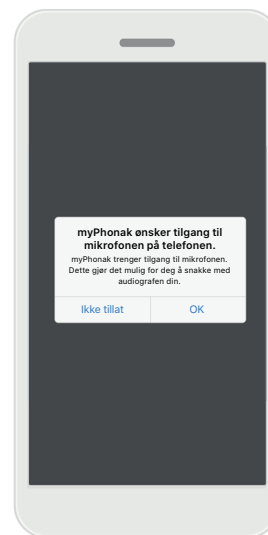 myPhonak ønsker tilgang til
mikrofonen på telefonen.
myPhonak trenger tilgang til mikrofonen.
Dette gjør det mulig for deg å snakke med
audiografen din.
Ikke tillat
OK